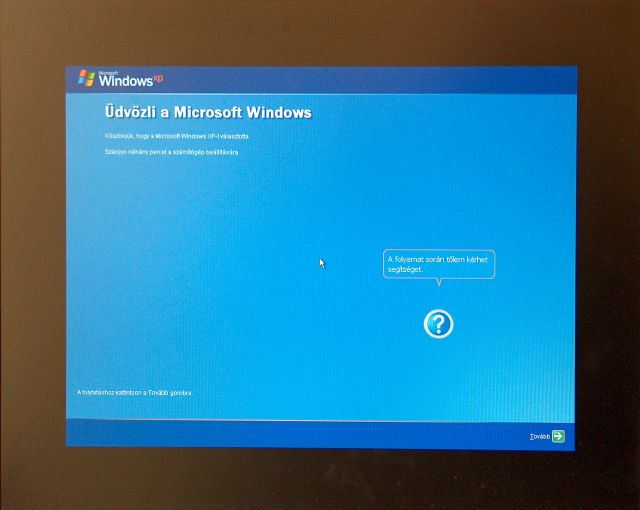 Microsoft
Windows xp
Üdvözli a Microsoft Windows
Köszönjük, hogy a Microsoft Windows XP-t választotta.
Szánjon néhány percet a számítógép beállítására.
A folyamat során tőlem kérhet
segítséget.
?
A folytatáshoz kattintson a Tovább gombra.
Tovább